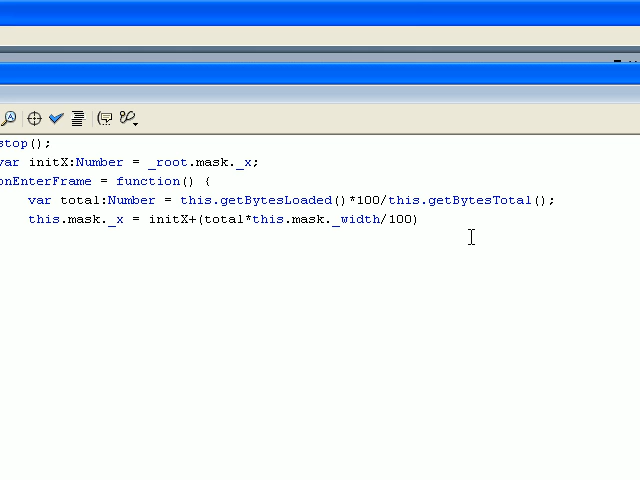 stop();
var initX:Number = _root.mask._x;
onEnterFrame = function() {
var total:Number = this.getBytesLoaded()*100/this.getBytesTotal();
this.mask._x = initX+(total*this.mask._width/100)